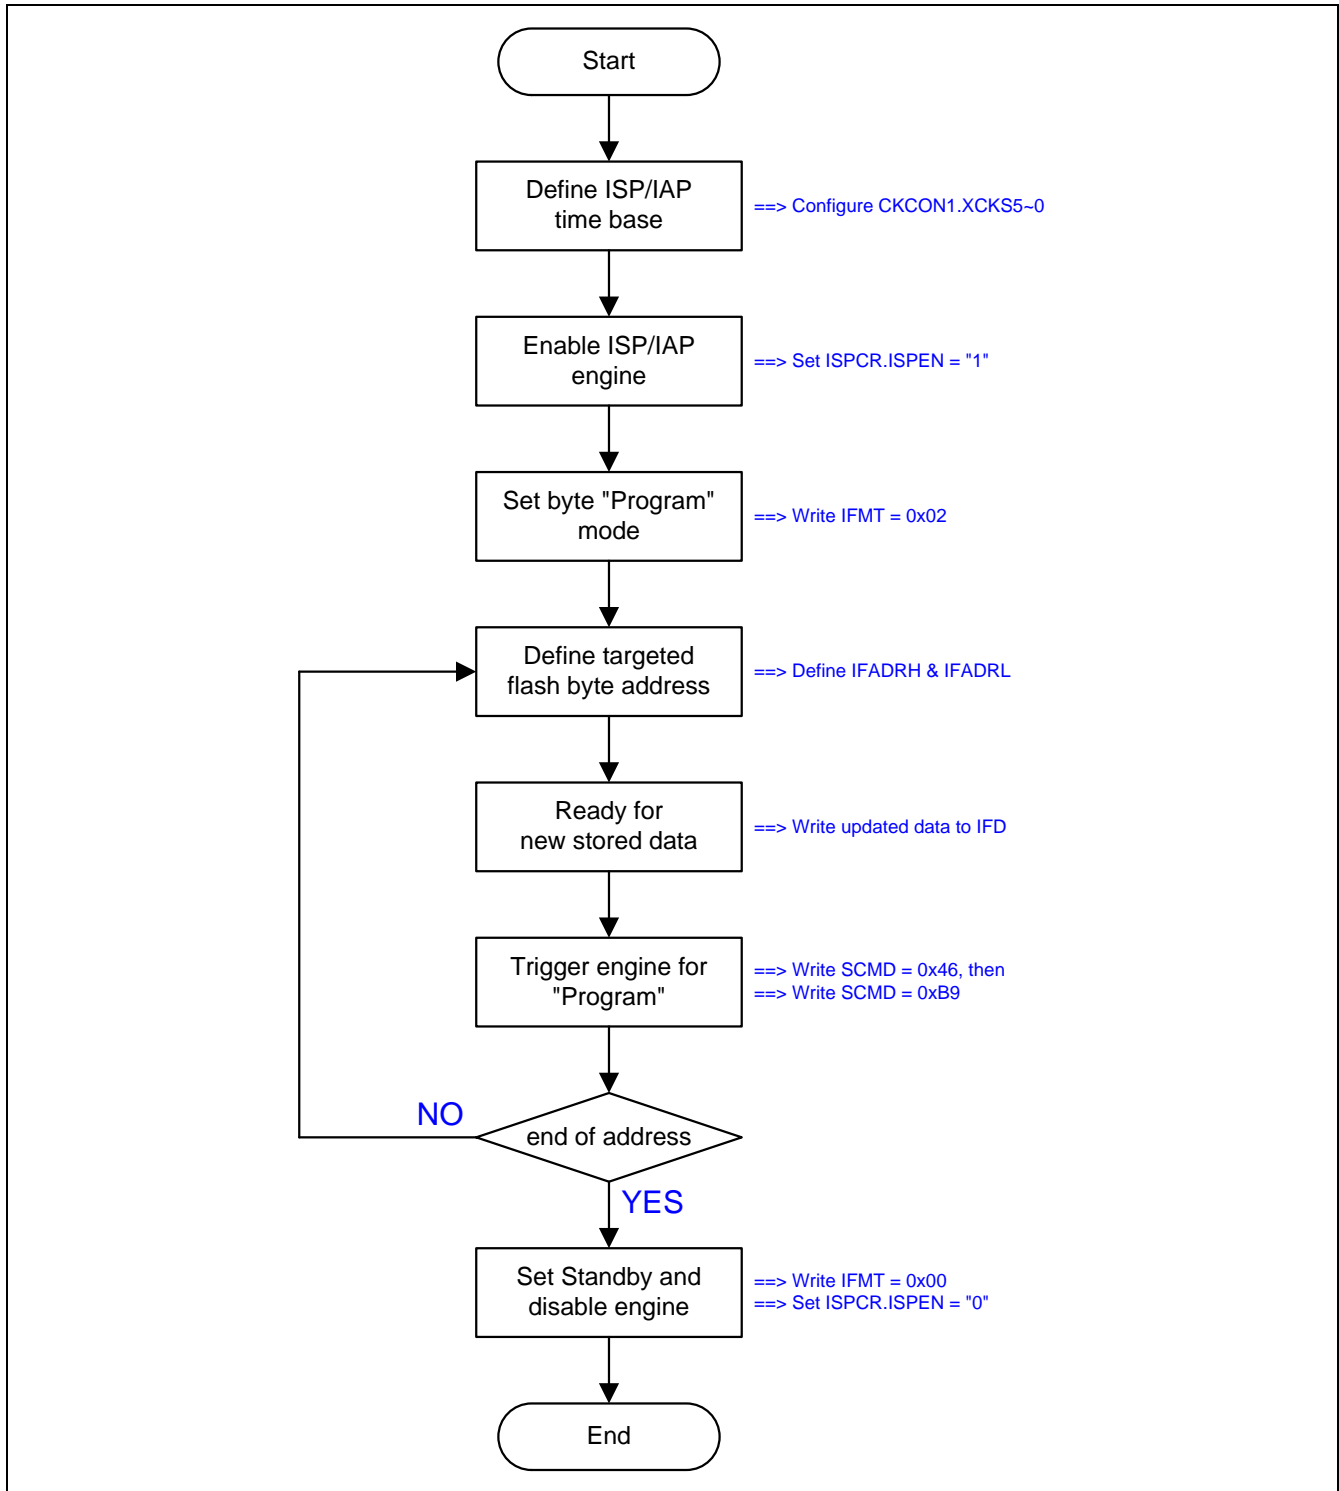 Start
Define ISP/IAP
time base
==> Configure CKCON1.XCKS5~0
Enable ISP/IAP
engine
==> Set ISPCR.ISPEN = "1"
Set byte "Program"
mode
==> Write IFMT = 0x02
Define targeted
flash byte address
==> Define IFADRH & IFADRL
Ready for
new stored data
==> Write updated data to IFD
Trigger engine for
"Program"
==> Write SCMD = 0x46, then
==> Write SCMD = 0xB9
NO
end of address
YES
Set Standby and
disable engine
==> Write IFMT = 0x00
==> Set ISPCR.ISPEN = "0"
End